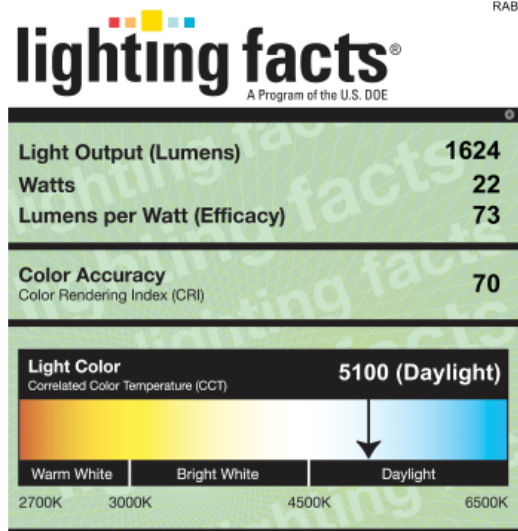 RAB
lighting facts®
A Program of the U.S. DOE
Light Output (Lumens) 1624
Watts 22
Lumens per Watt (Efficacy) 73
Color Accuracy
Color Rendering Index (CRI) 70
Light Color
Correlated Color Temperature (CCT) 5100 (Daylight)
Warm White Bright White Daylight
2700K 3000K 4500K 6500K